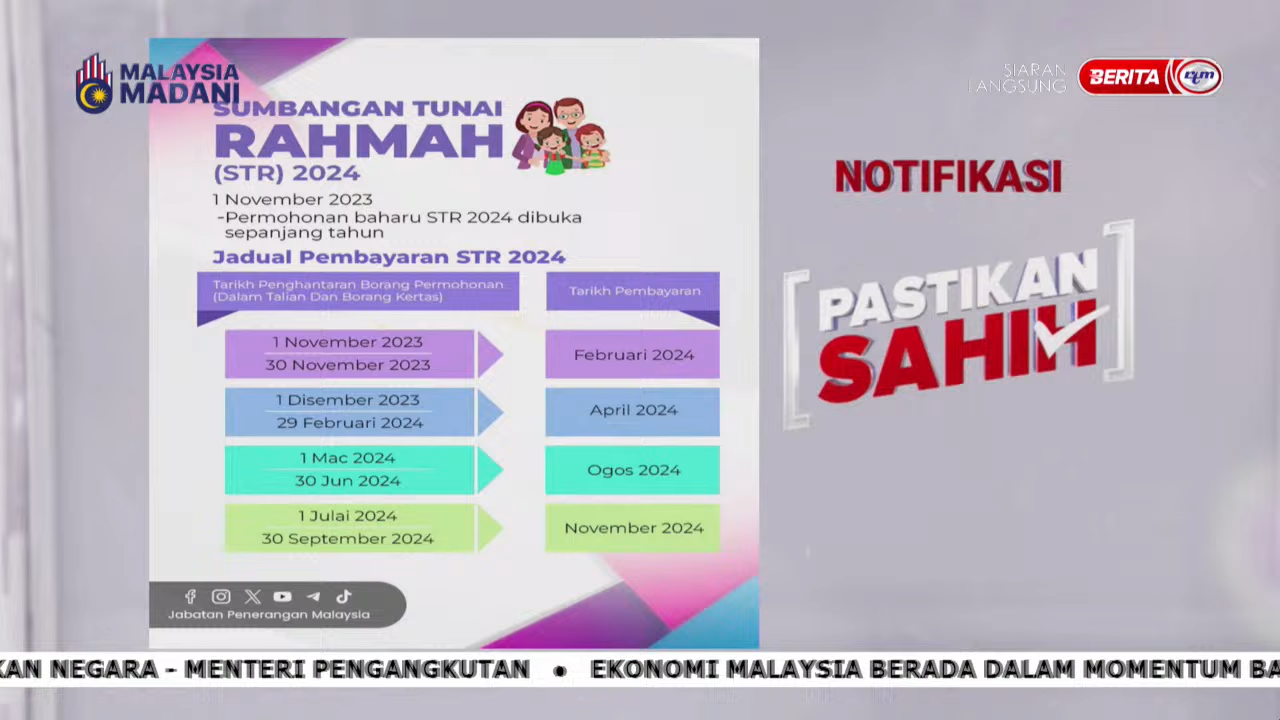 MALAYSIA
MADANI
SIARAN
LANGSUNG
BERITA
rtm
SUMBANGAN TUNAI
RAHMAH
(STR) 2024
1 November 2023
-Permohonan baharu STR 2024 dibuka
sepanjang tahun
Jadual Pembayaran STR 2024
Tarikh Penghantaran Borang Permohonan
(Dalam Talian Dan Borang Kertas)
Tarikh Pembayaran
1 November 2023
30 November 2023
Februari 2024
1 Disember 2023
29 Februari 2024
April 2024
1 Mac 2024
30 Jun 2024
Ogos 2024
1 Julai 2024
30 September 2024
November 2024
Jabatan Penerangan Malaysia
NOTIFIKASI
PASTIKAN
SAHIH
KAN NEGARA - MENTERI PENGANGKUTAN • EKONOMI MALAYSIA BERADA DALAM MOMENTUM BA